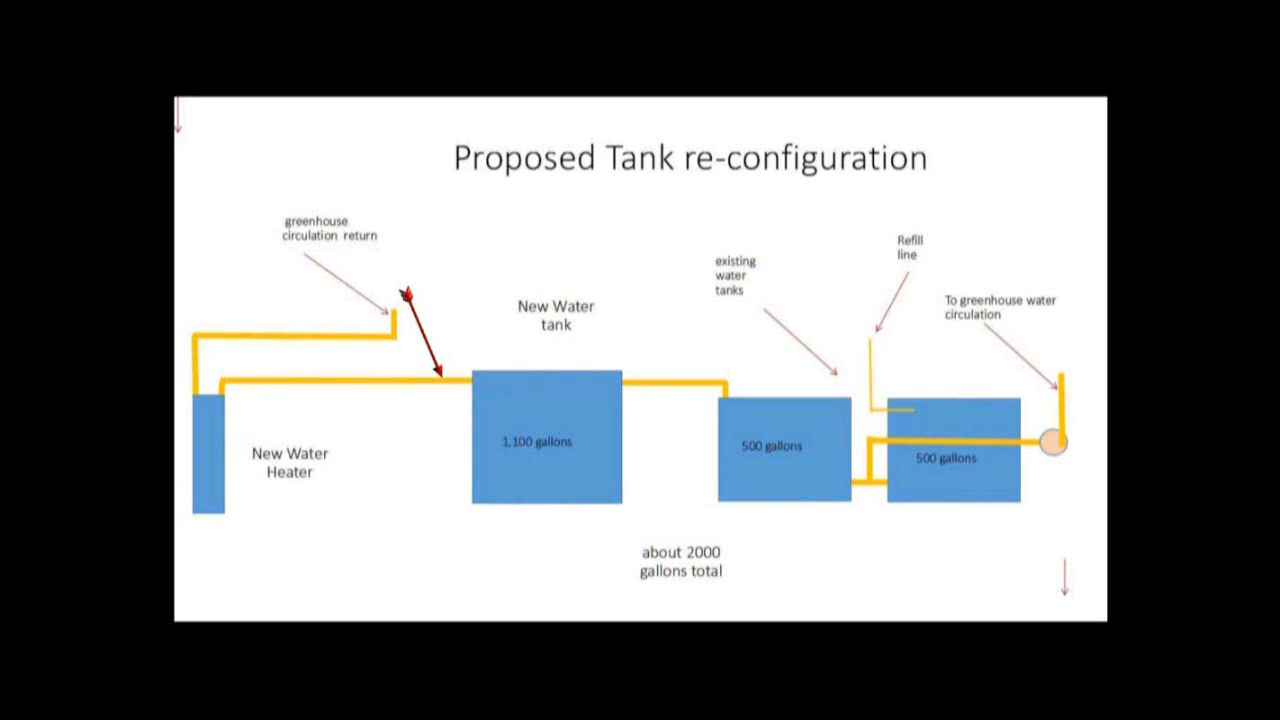 Proposed Tank re-configuration
greenhouse
circulation return
Refill
line
existing
water
tanks
To greenhouse water
circulation
New Water
tank
1,100 gallons
500 gallons
500 gallons
New Water
Heater
about 2000
gallons total